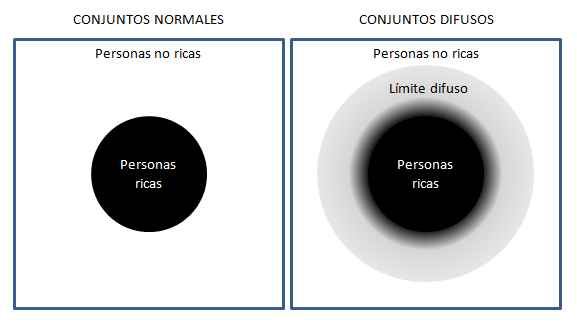 CONJUNTOS NORMALES
Personas no ricas
Personas
ricas
CONJUNTOS DIFUSOS
Personas no ricas
Límite difuso
Personas
ricas